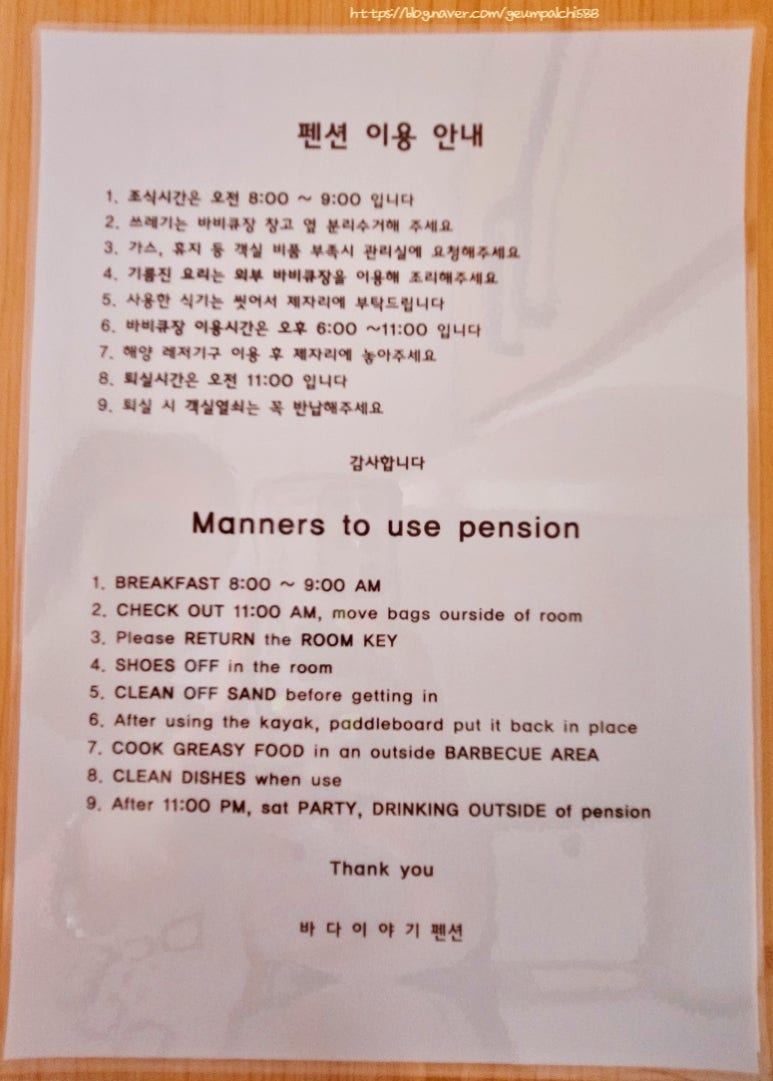 https://blog.naver.com/geumpalchi588
펜션 이용 안내
1. 조식시간은 오전 8:00 ~ 9:00 입니다
2. 쓰레기는 바비큐장 창고 옆 분리수거해 주세요
3. 가스, 휴지 등 객실 비품 부족시 관리실에 요청해주세요
4. 기름진 요리는 외부 바비큐장을 이용해 조리해주세요
5. 사용한 식기는 씻어서 제자리에 부탁드립니다
6. 바비큐장 이용시간은 오후 6:00 ~11:00 입니다
7. 해양 레저기구 이용 후 제자리에 놓아주세요
8. 퇴실시간은 오전 11:00 입니다
9. 퇴실 시 객실열쇠는 꼭 반납해주세요
감사합니다
Manners to use pension
1. BREAKFAST 8:00 ~ 9:00 AM
2. CHECK OUT 11:00 AM, move bags ourside of room
3. Please RETURN the ROOM KEY
4. SHOES OFF in the room
5. CLEAN OFF SAND before getting in
6. After using the kayak, paddleboard put it back in place
7. COOK GREASY FOOD in an outside BARBECUE AREA
8. CLEAN DISHES when use
9. After 11:00 PM, sat PARTY, DRINKING OUTSIDE of pension
Thank you
바 다 이 야 기 펜션